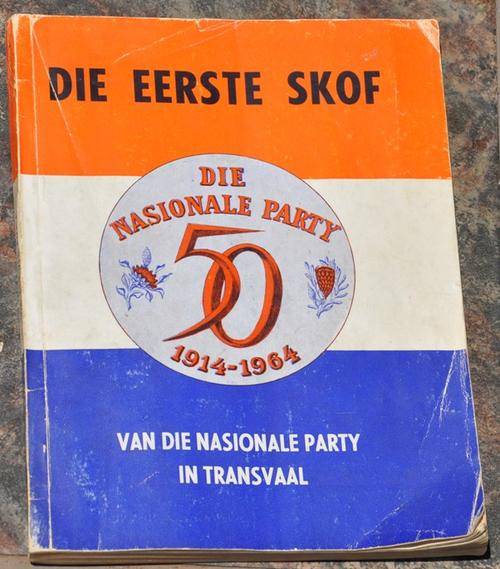 DIE EERSTE SKOF
DIE
NASIONALE PARTY
50
1914-1964
VAN DIE NASIONALE PARTY
IN TRANSVAAL